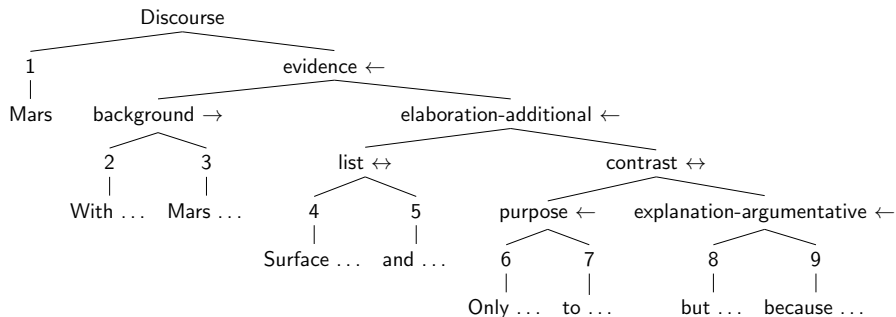 Discourse
1 evidence ←
Mars background → elaboration-additional ←
2 3 list ↔ contrast ↔
With … Mars … 4 5 purpose ← explanation-argumentative ←
Surface … and … 6 7 8 9
Only … to … but … because …